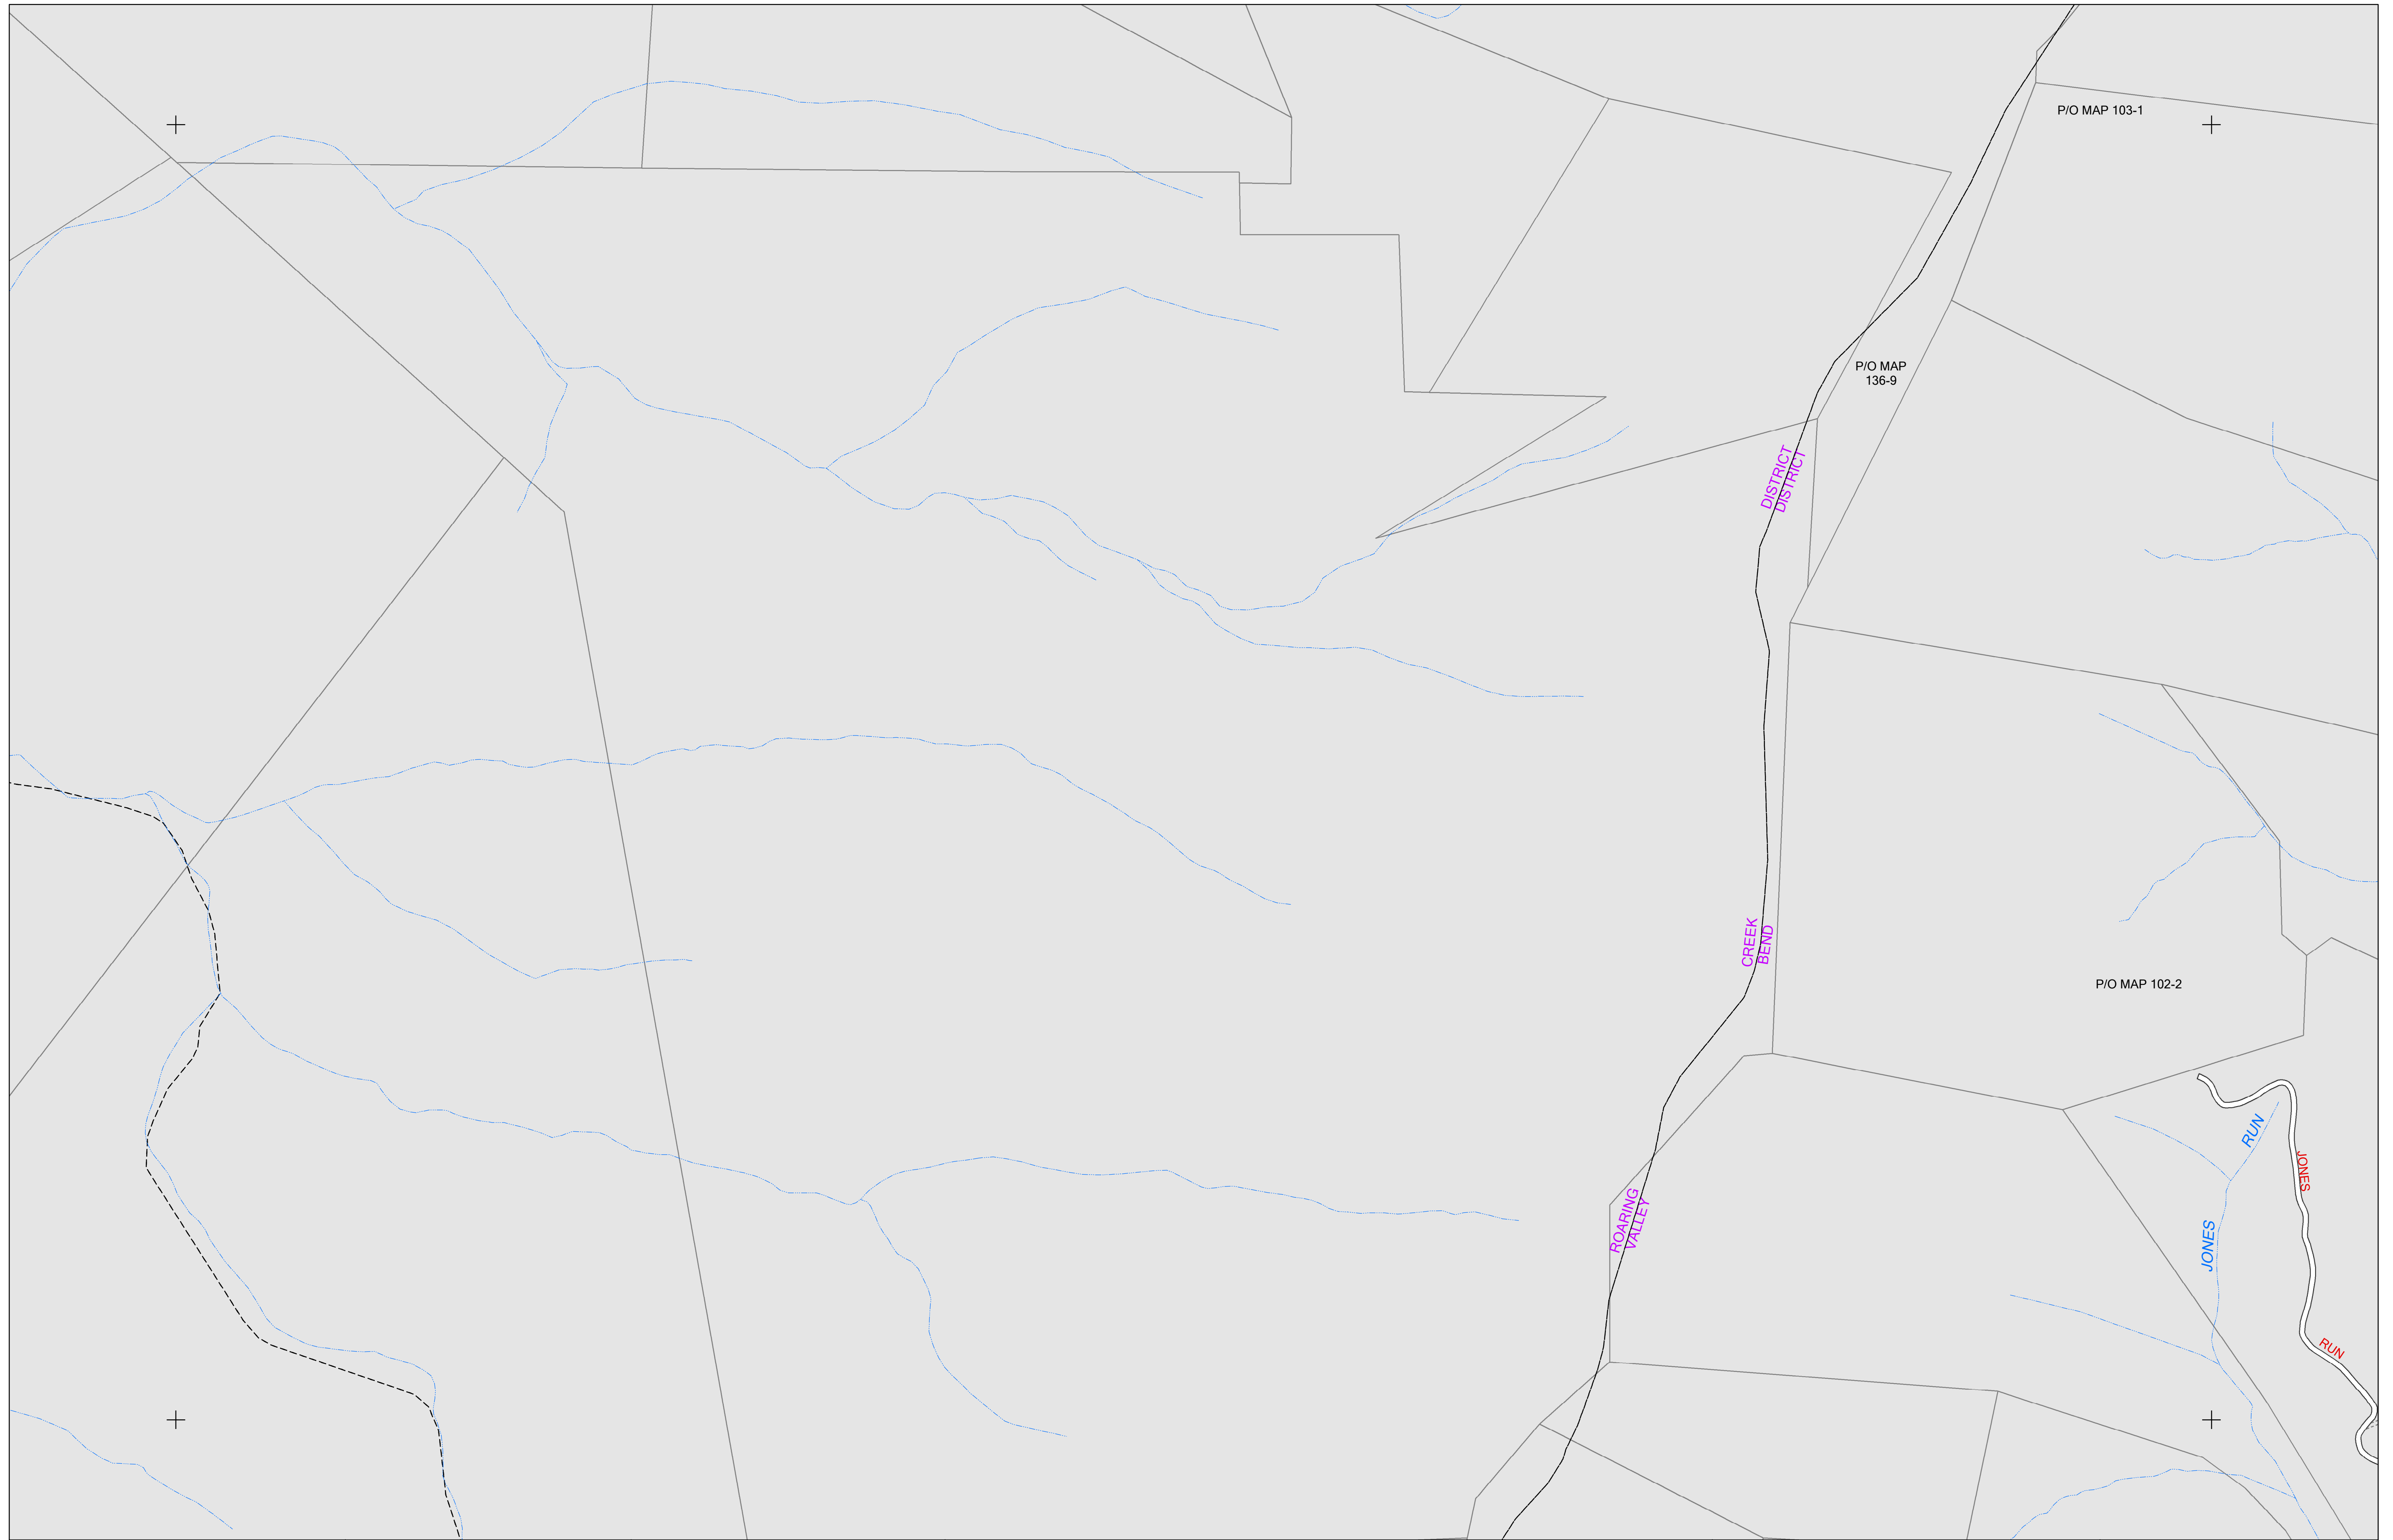 P/O MAP 103-1
P/O MAP
136-9
DISTRICT
DISTRICT
CREEK
BEND
P/O MAP 102-2
RUN
JONES
ROARING
VALLEY
JONES
RUN